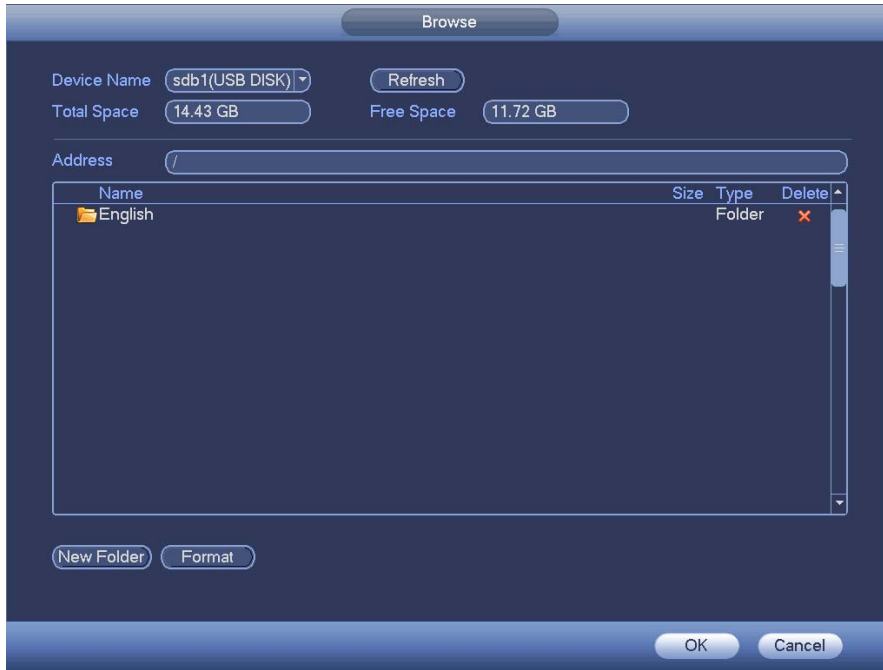 Browse
Device Name sdb1(USB DISK) Refresh
Total Space 14.43 GB Free Space 11.72 GB
Address /
Name Size Type Delete
English Folder
New Folder Format
OK Cancel